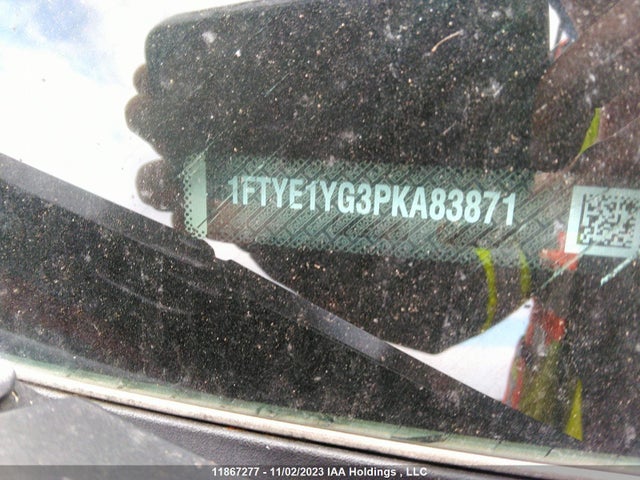 1FTYE1YG3PKA83871
11867277 - 11/02/2023 IAA Holdings , LLC